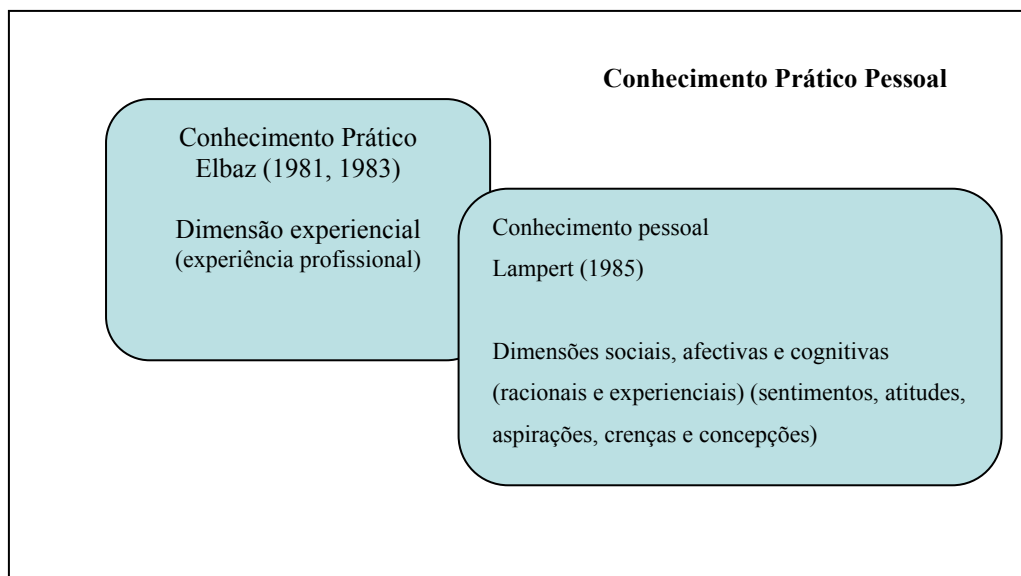 Conhecimento Prático Pessoal
Conhecimento Prático
Elbaz (1981, 1983)
Dimensão experiencial
(experiência profissional)
Conhecimento pessoal
Lampert (1985)
Dimensões sociais, afectivas e cognitivas
(racionais e experienciais) (sentimentos, atitudes,
aspirações, crenças e concepções)